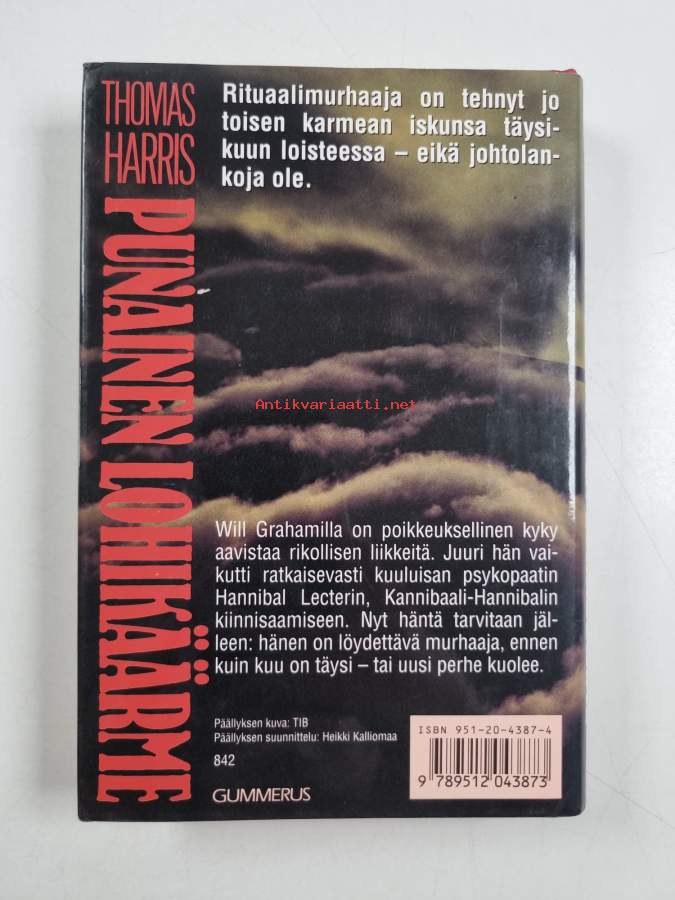 THOMAS
HARRIS
PUNAINEN LOHIKÄÄRME
Rituaalimurhaaja on tehnyt jo
toisen karmean iskunsa täysi-
kuun loisteessa – eikä johtolan-
koja ole.
Antikvariaatti.net
Will Grahamilla on poikkeuksellinen kyky
aavistaa rikollisen liikkeitä. Juuri hän vai-
kutti ratkaisevasti kuuluisan psykopaatin
Hannibal Lecterin, Kannibaali-Hannibalin
kiinnisaamiseen. Nyt häntä tarvitaan jäl-
leen: hänen on löydettävä murhaaja, ennen
kuin kuu on täysi – tai uusi perhe kuolee.
Päällyksen kuva: TIB
Päällyksen suunnittelu: Heikki Kalliomaa
842
GUMMERUS
ISBN 951-20-4387-4
9 789512 043873